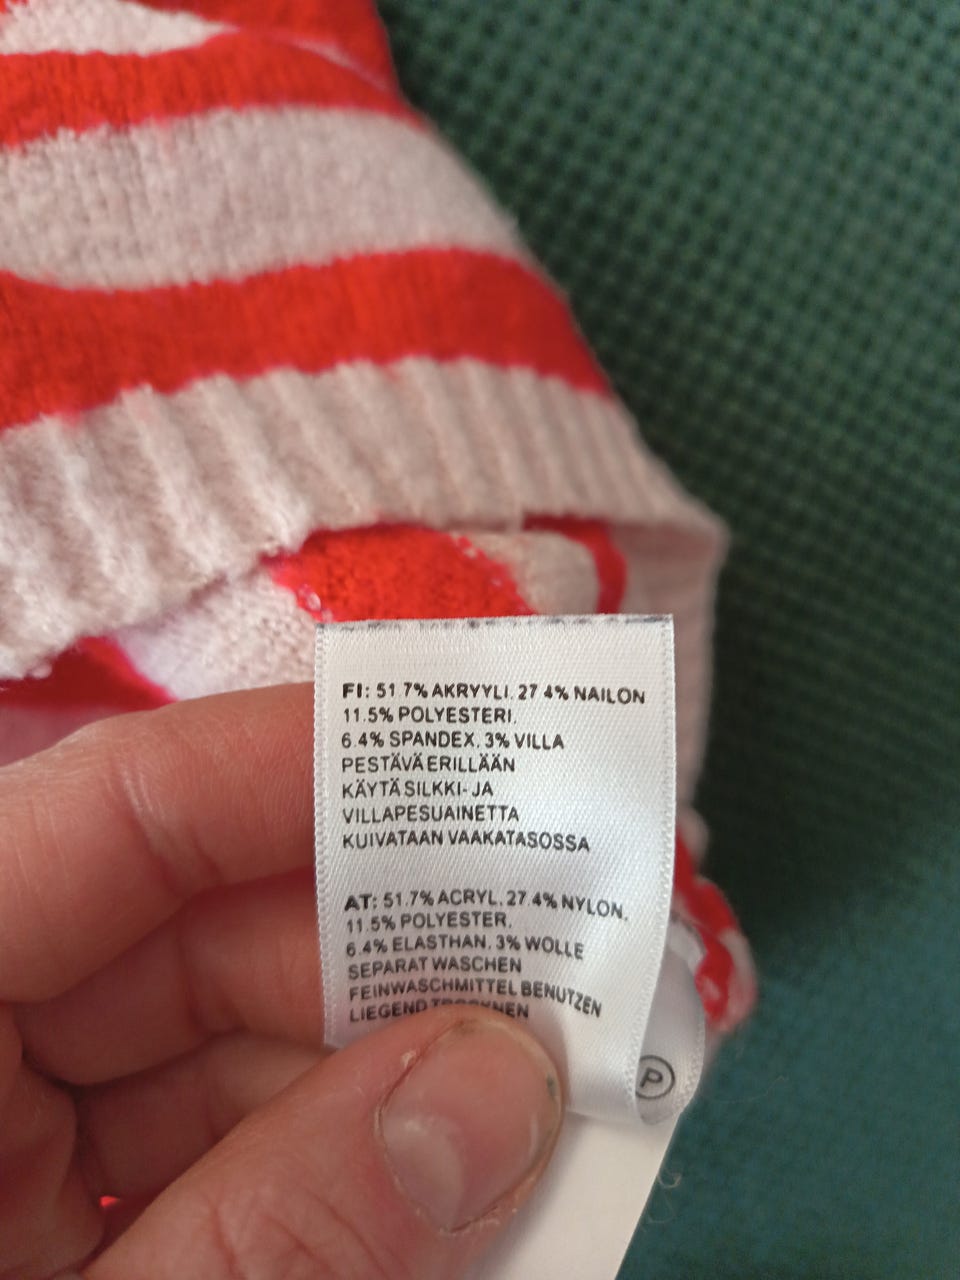 FI: 51.7% AKRYYLI, 27.4% NAILON
11.5% POLYESTERI,
6.4% SPANDEX, 3% VILLA
PESTÄVÄ ERILLÄÄN
KÄYTÄ SILKKI- JA
VILLAPESUAINETTA
KUIVATAAN VAAKATASOSSA
AT: 51.7% ACRYL, 27.4% NYLON,
11.5% POLYESTER,
6.4% ELASTHAN, 3% WOLLE
SEPARAT WASCHEN
FEINWASCHMITTEL BENUTZEN
LIEGEND TROCKNEN
P